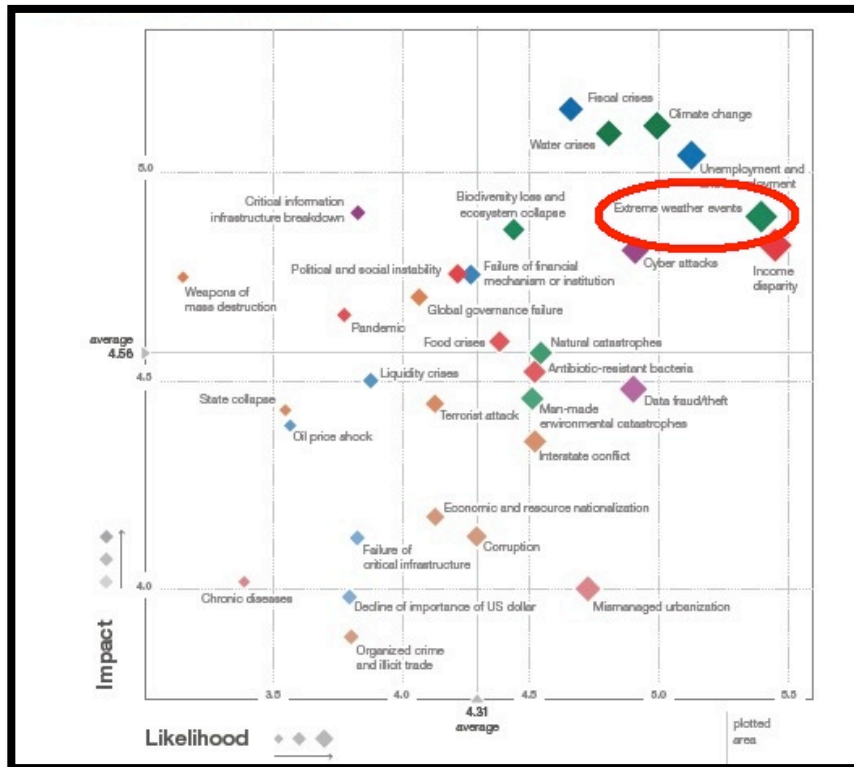 Fiscal crises
Climate change
Water crises
5.0
Unemployment and
Critical information
infrastructure breakdown
Biodiversity loss and
ecosystem collapse
Extreme weather events
Political and social instability
Failure of financial
mechanism or institution
Cyber attacks
Income
disparity
Weapons of
mass destruction
Global governance failure
Pandemic
average
4.56
Food crises
Natural catastrophes
Antibiotic-resistant bacteria
Liquidity crises
4.5
State collapse
Data fraud/theft
Oil price shock
Terrorist attack
Man-made
environmental catastrophes
Interstate conflict
Economic and resource nationalization
Failure of
critical infrastructure
Corruption
4.0
Chronic diseases
Decline of importance of US dollar
Mismanaged urbanization
Organized crime
and illicit trade
Impact
3.5
4.0
4.5
5.0
5.5
4.31
average
Likelihood
plotted
area